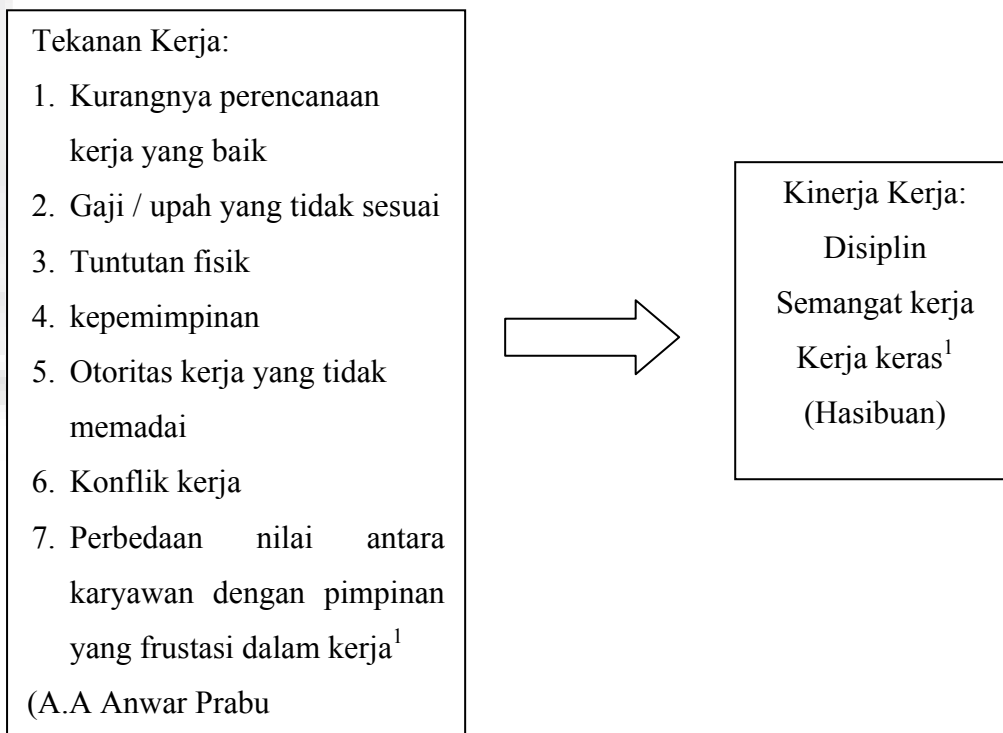 Tekanan Kerja:
1. Kurangnya perencanaan
kerja yang baik
2. Gaji / upah yang tidak sesuai
3. Tuntutan fisik
4. kepemimpinan
5. Otoritas kerja yang tidak
memadai
6. Konflik kerja
7. Perbedaan nilai antara
karyawan dengan pimpinan
yang frustasi dalam kerja¹
(A.A Anwar Prabu
Kinerja Kerja:
Disiplin
Semangat kerja
Kerja keras¹
(Hasibuan)